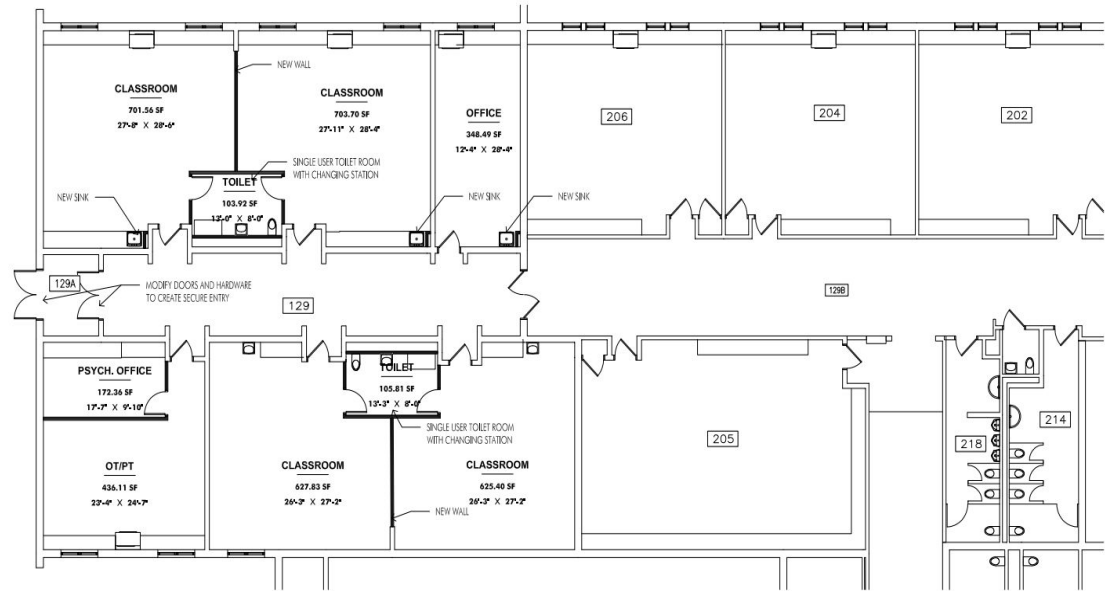 CLASSROOM
701.56 SF
27'-8" X 28'-6"
NEW WALL
CLASSROOM
703.70 SF
27'-11" X 28'-4"
OFFICE
348.49 SF
12'-4" X 28'-4"
206
204
202
SINGLE USER TOILET ROOM
WITH CHANGING STATION
TOILET
103.92 SF
13'-0" X 8'-0"
NEW SINK
NEW SINK
NEW SINK
129A
MODIFY DOORS AND HARDWARE
TO CREATE SECURE ENTRY
129
129B
PSYCH. OFFICE
172.36 SF
17'-7" X 9'-10"
TOILET
105.81 SF
13'-3" X 8'-0"
SINGLE USER TOILET ROOM
WITH CHANGING STATION
OT/PT
436.11 SF
23'-4" X 24'-7"
CLASSROOM
627.83 SF
26'-3" X 27'-2"
CLASSROOM
625.40 SF
26'-3" X 27'-2"
NEW WALL
205
218
214